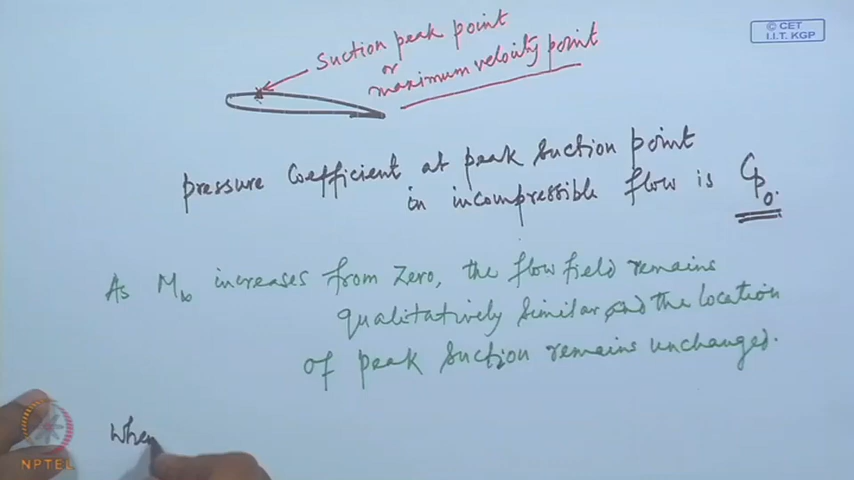 © CET
I.I.T. KGP
Suction peak point
or
maximum velocity point
pressure Coefficient at peak suction point
in incompressible flow is Cp₀.
As M∞ increases from zero, the flow field remains
qualitatively similar and the location
of peak suction remains unchanged.
When
NPTEL